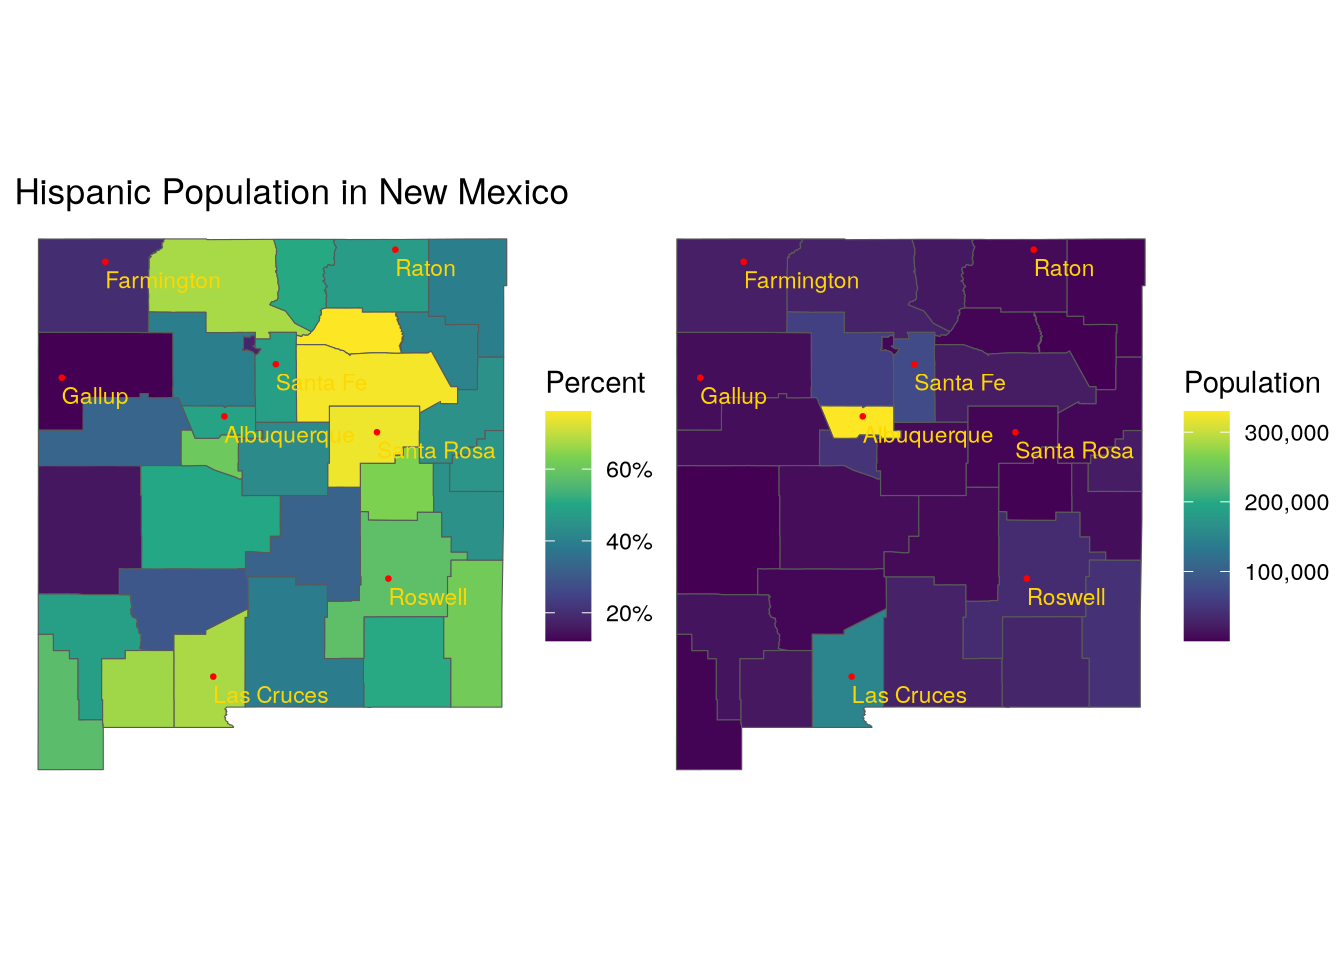 Hispanic Population in New Mexico
Farmington
Raton
Gallup
Santa Fe
Albuquerque
Santa Rosa
Roswell
Las Cruces
Percent
60%
40%
20%
Farmington
Raton
Gallup
Santa Fe
Albuquerque
Santa Rosa
Roswell
Las Cruces
Population
300,000
200,000
100,000